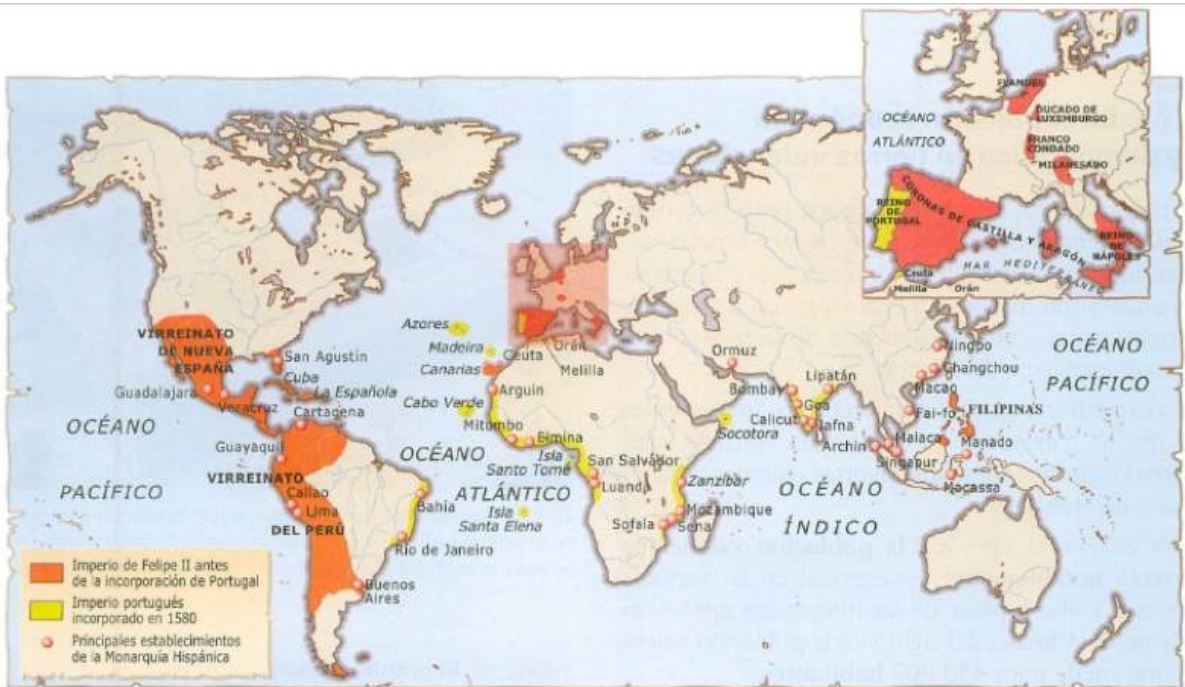 FLANDES
OCÉANO
ATLÁNTICO
DUCADO DE
LUXEMBURGO
FRANCO
CONDADO
MILANESADO
CORONAS DE CASTILLA Y ARAGÓN
REINO
DE
PORTUGAL
REINO
DE
NÁPOLES
MAR MEDITERRÁNEO
Ceuta
Melilla
Orán
VIRREINATO
DE NUEVA
ESPAÑA
San Agustín
Cuba
La Española
Guadalajara
Veracruz
Cartagena
OCÉANO
PACÍFICO
Guayaquil
VIRREINATO
DEL PERÚ
Callao
Lima
Bahía
Río de Janeiro
Buenos
Aires
Azores
Madeira
Canarias
Ceuta
Orán
Melilla
Arguin
Cabo Verde
Mitombo
Elmina
Isla
Santo Tomé
OCÉANO
ATLÁNTICO
Isla
Santa Elena
San Salvador
Luanda
Zanzíbar
Mozambique
Sena
Sofala
Socotora
Ormuz
Bombay
Lipatán
Goa
Calicut
Jafna
OCÉANO
ÍNDICO
Ningpo
Changchou
Macao
Fai-fo
FILIPINAS
Malaca
Manado
Archin
Singapur
Macassa
OCÉANO
PACÍFICO
Imperio de Felipe II antes
de la incorporación de Portugal
Imperio portugués
incorporado en 1580
Principales establecimientos
de la Monarquía Hispánica